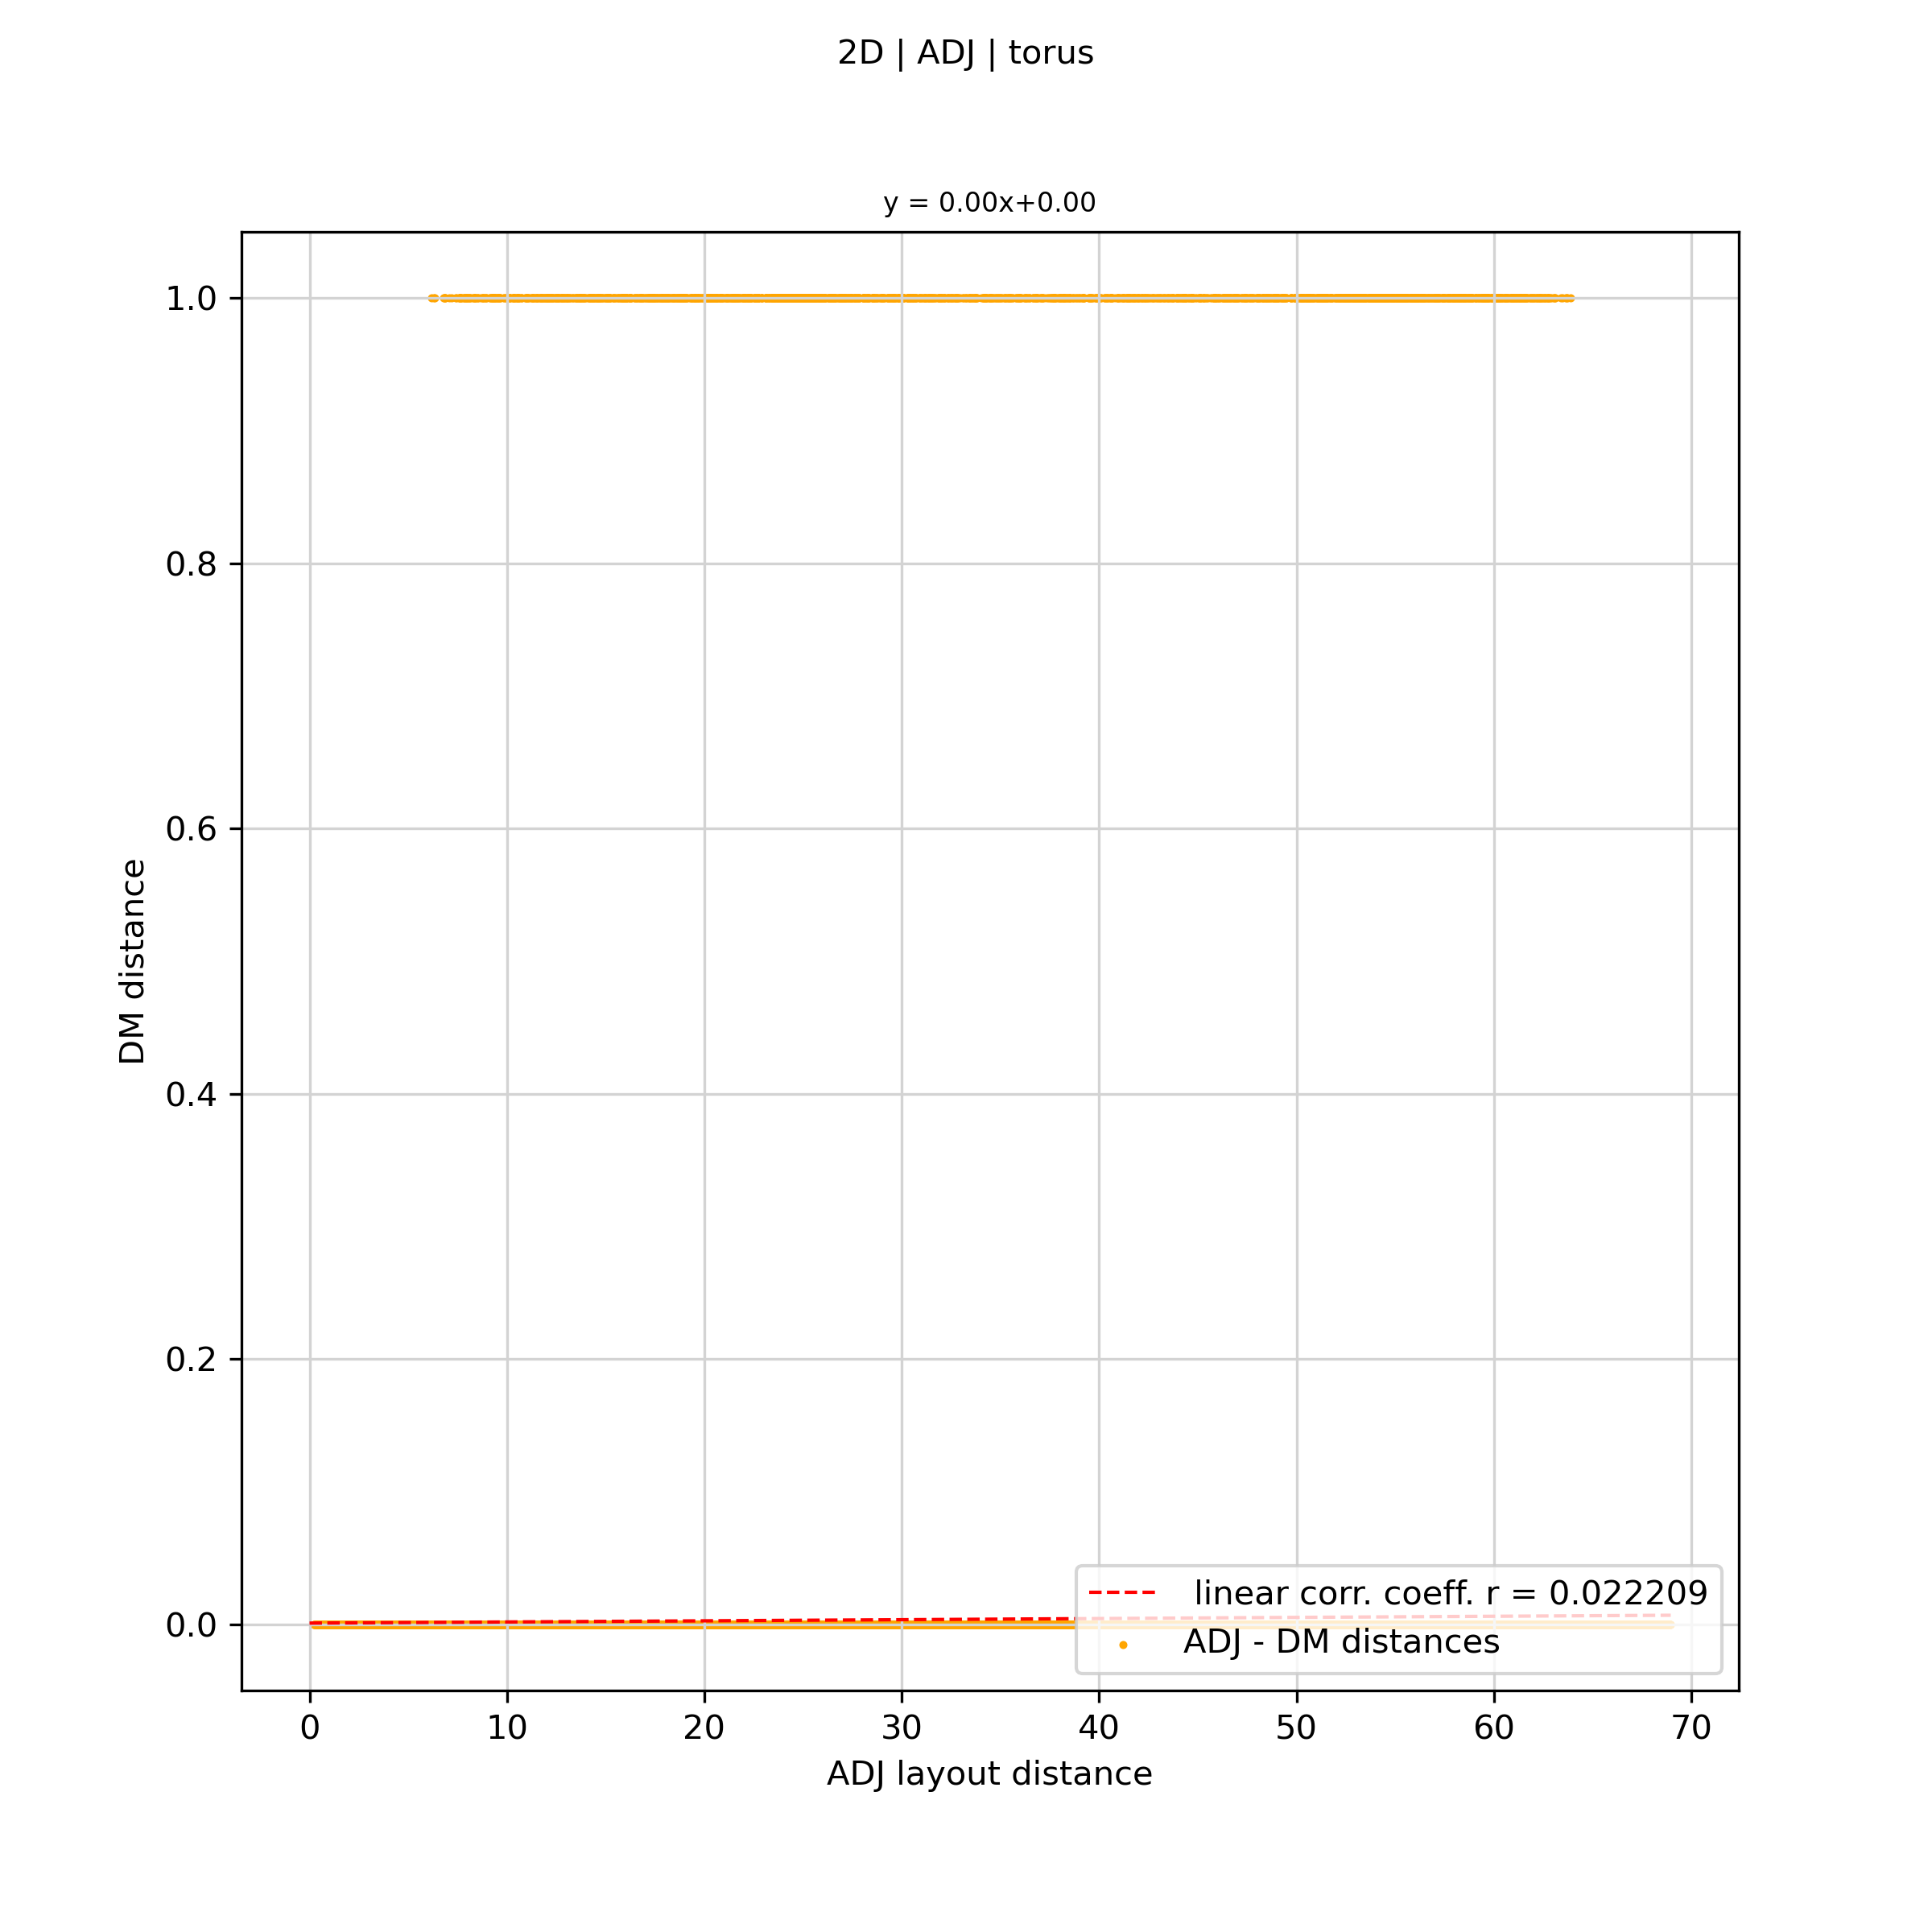 2D | ADJ | torus
y = 0.00x+0.00
1.0
0.8
0.6
0.4
0.2
0.0
DM distance
linear corr. coeff. r = 0.022209
ADJ - DM distances
0 10 20 30 40 50 60 70
ADJ layout distance